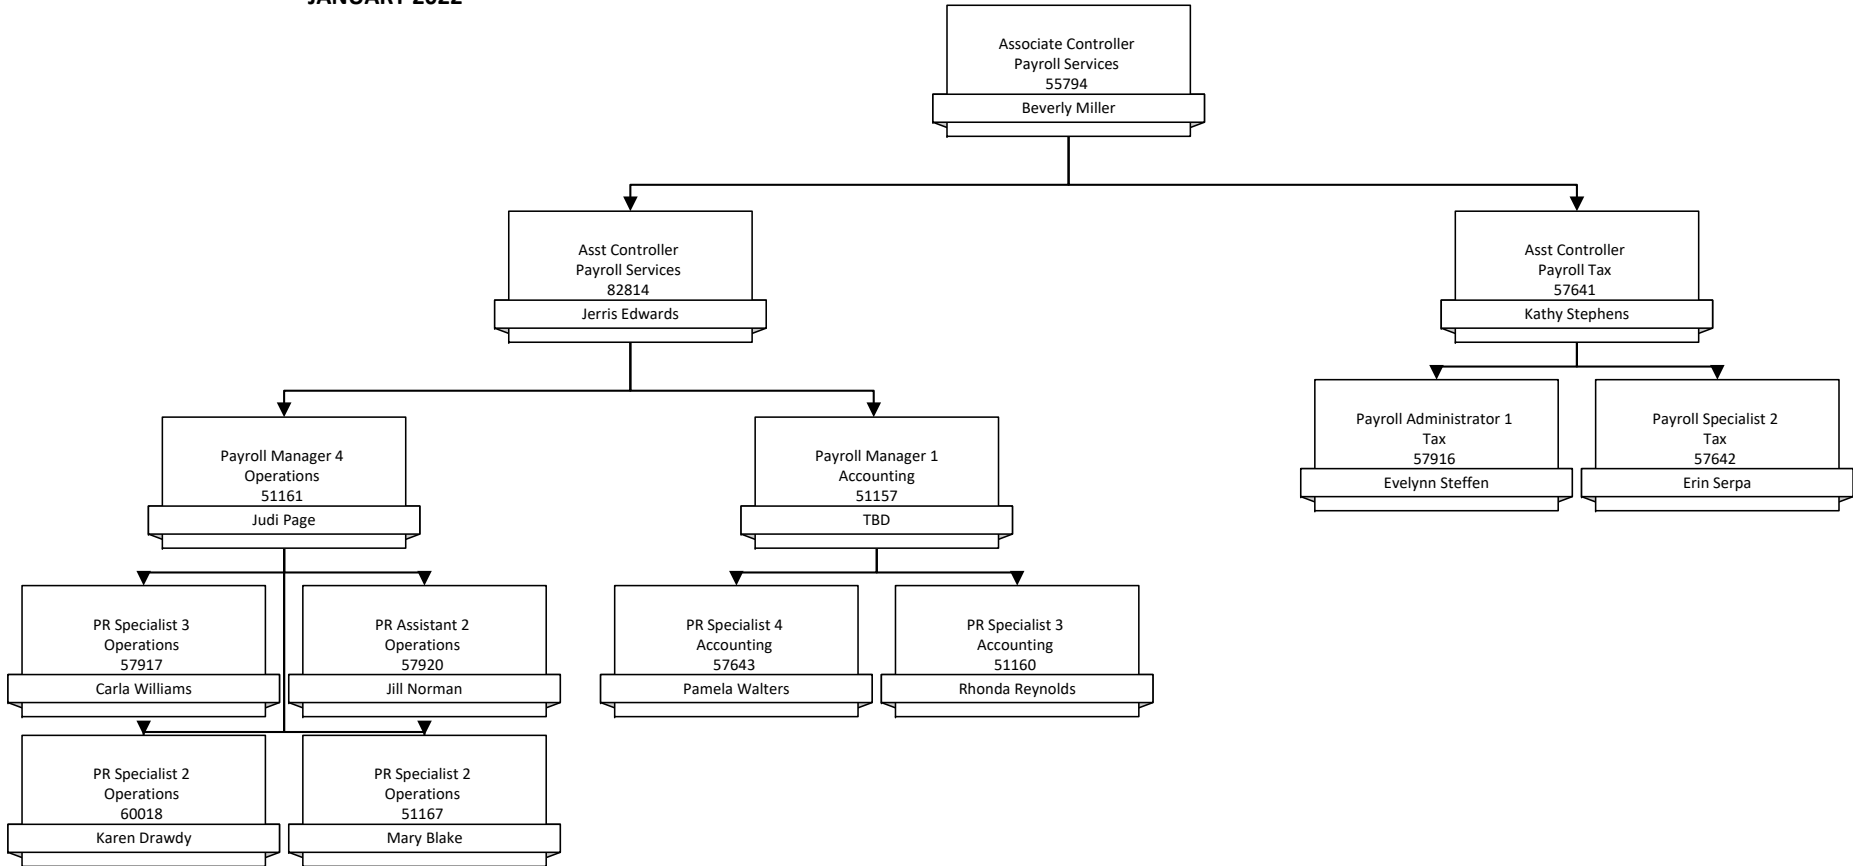 JANUARY 2022
Associate Controller
Payroll Services
55794
Beverly Miller
Asst Controller
Payroll Services
82814
Jerris Edwards
Asst Controller
Payroll Tax
57641
Kathy Stephens
Payroll Manager 4
Operations
51161
Judi Page
Payroll Manager 1
Accounting
51157
TBD
Payroll Administrator 1
Tax
57916
Evelynn Steffen
Payroll Specialist 2
Tax
57642
Erin Serpa
PR Specialist 3
Operations
57917
Carla Williams
PR Assistant 2
Operations
57920
Jill Norman
PR Specialist 4
Accounting
57643
Pamela Walters
PR Specialist 3
Accounting
51160
Rhonda Reynolds
PR Specialist 2
Operations
60018
Karen Drawdy
PR Specialist 2
Operations
51167
Mary Blake